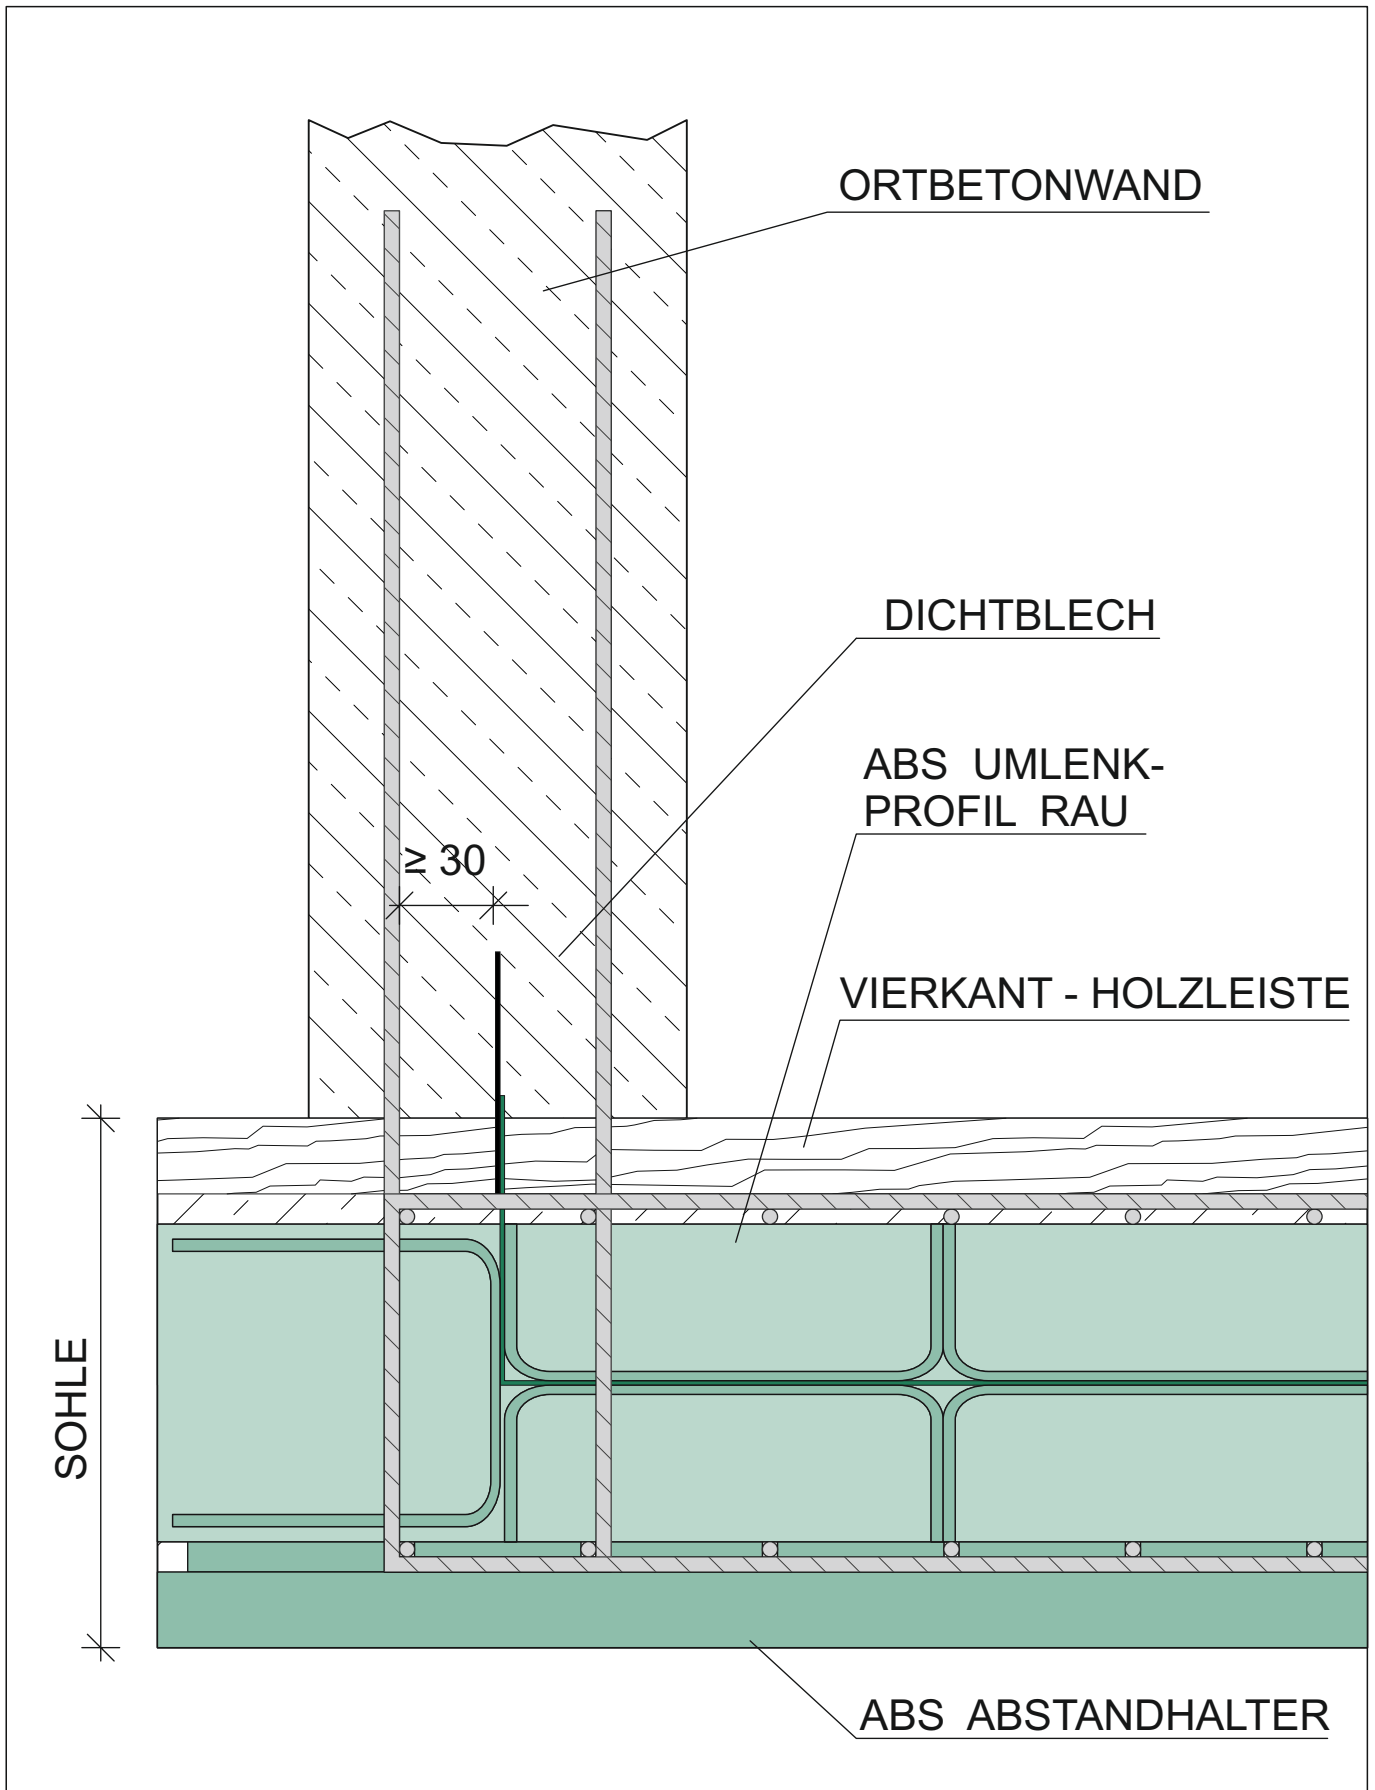 ORTBETONWAND
DICHTBLECH
ABS UMLENK-
PROFIL RAU
≥ 30
VIERKANT - HOLZLEISTE
SOHLE
ABS ABSTANDHALTER